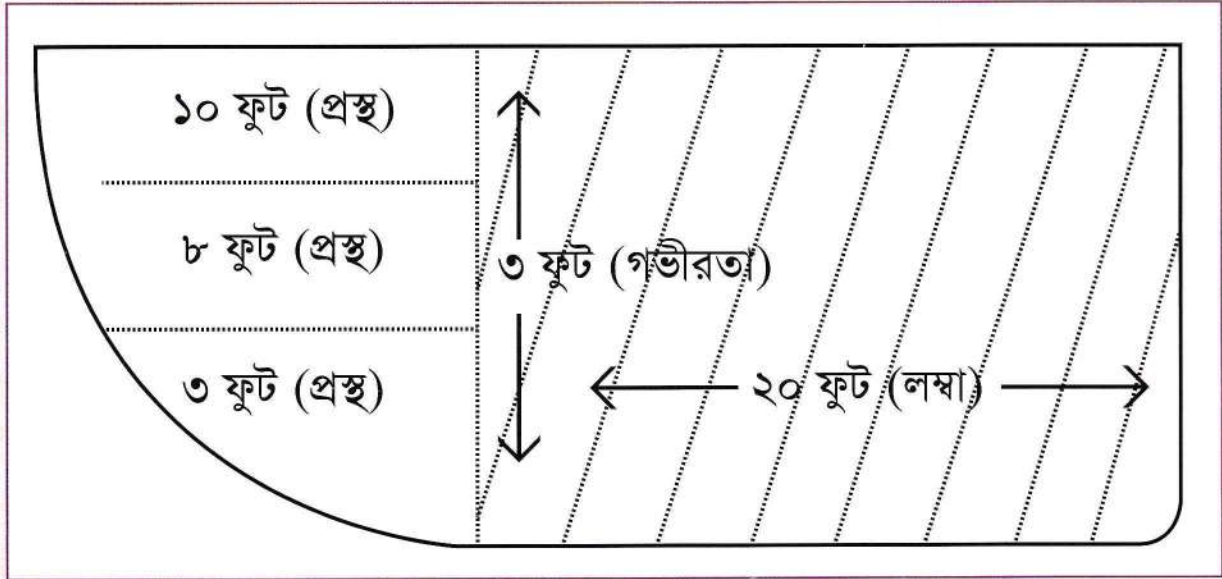 ১০ ফুট (প্রস্থ)
৮ ফুট (প্রস্থ)
৩ ফুট (গভীরতা)
৩ ফুট (প্রস্থ)
২০ ফুট (লম্বা)